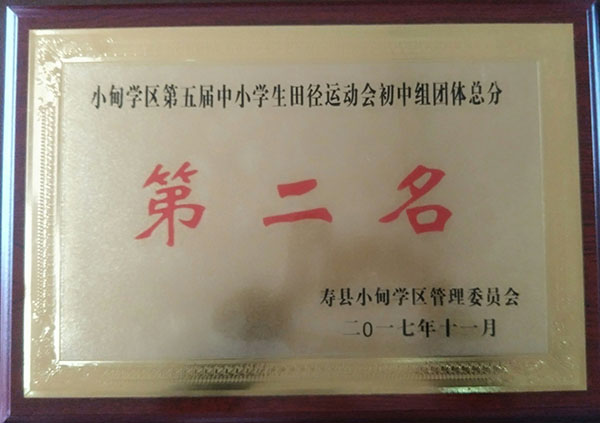 小甸学区第五届中小学生田径运动会初中组团体总分
第二名
寿县小甸学区管理委员会
二0一七年十一月